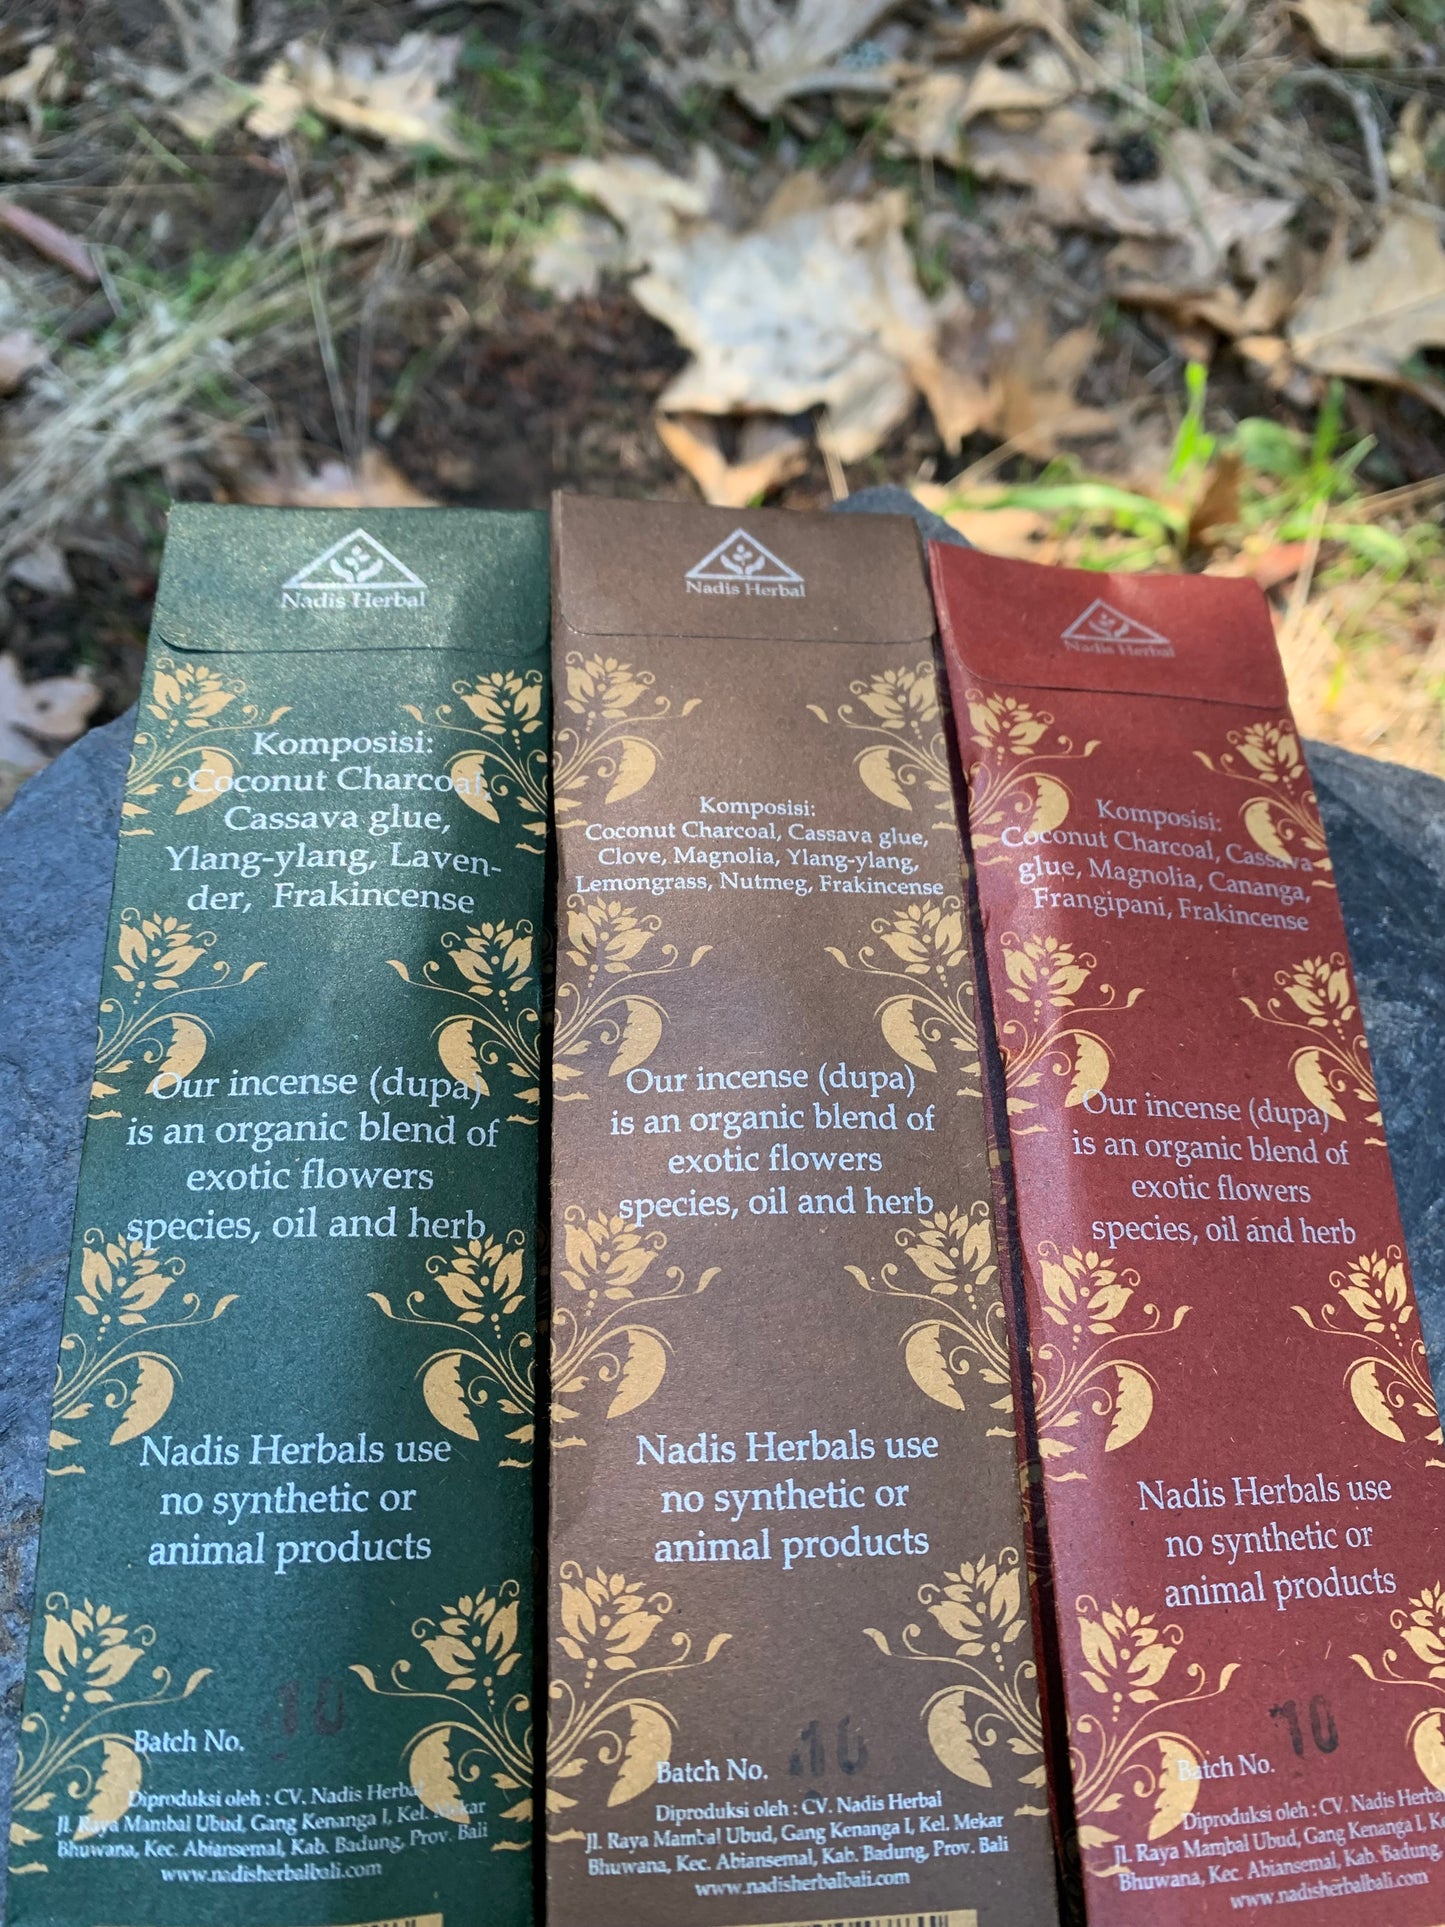 Nadis Herbal
Komposisi:
Coconut Charcoal,
Cassava glue,
Ylang-ylang, Laven-
der, Frakincense
Our incense (dupa)
is an organic blend of
exotic flowers
species, oil and herb
Nadis Herbals use
no synthetic or
animal products
Batch No. 10
Diproduksi oleh : CV. Nadis Herbal
Jl. Raya Mambal Ubud, Gang Kenanga I, Kel. Mekar
Bhuwana, Kec. Abiansemal, Kab. Badung, Prov. Bali
www.nadisherbalbali.com
Nadis Herbal
Komposisi:
Coconut Charcoal, Cassava glue,
Clove, Magnolia, Ylang-ylang,
Lemongrass, Nutmeg, Frakincense
Our incense (dupa)
is an organic blend of
exotic flowers
species, oil and herb
Nadis Herbals use
no synthetic or
animal products
Batch No. 10
Diproduksi oleh : CV. Nadis Herbal
Jl. Raya Mambal Ubud, Gang Kenanga I, Kel. Mekar
Bhuwana, Kec. Abiansemal, Kab. Badung, Prov. Bali
www.nadisherbalbali.com
Nadis Herbal
Komposisi:
Coconut Charcoal, Cassava
glue, Magnolia, Cananga,
Frangipani, Frakincense
Our incense (dupa)
is an organic blend of
exotic flowers
species, oil and herb
Nadis Herbals use
no synthetic or
animal products
Batch No. 10
Diproduksi oleh : CV. Nadis Herbal
Jl. Raya Mambal Ubud, Gang Kenanga I,
Bhuwana, Kec. Abiansemal, Kab. Badung,
www.nadisherbalbali.com